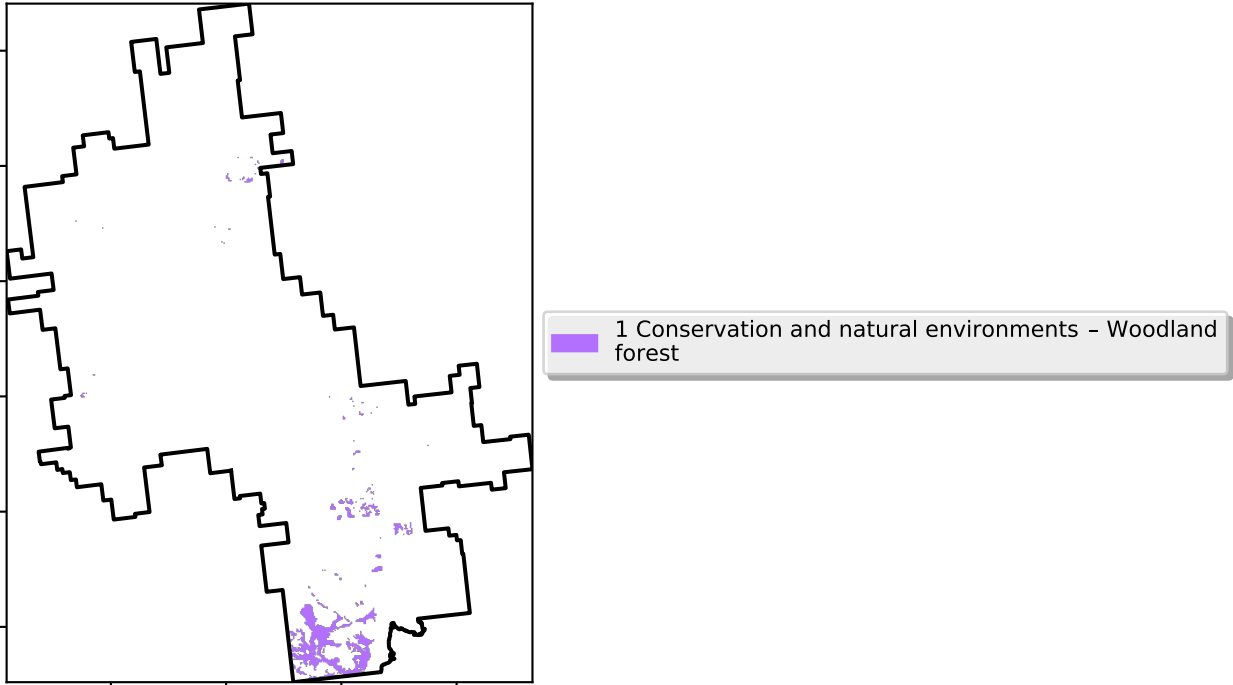 1 Conservation and natural environments – Woodland
forest